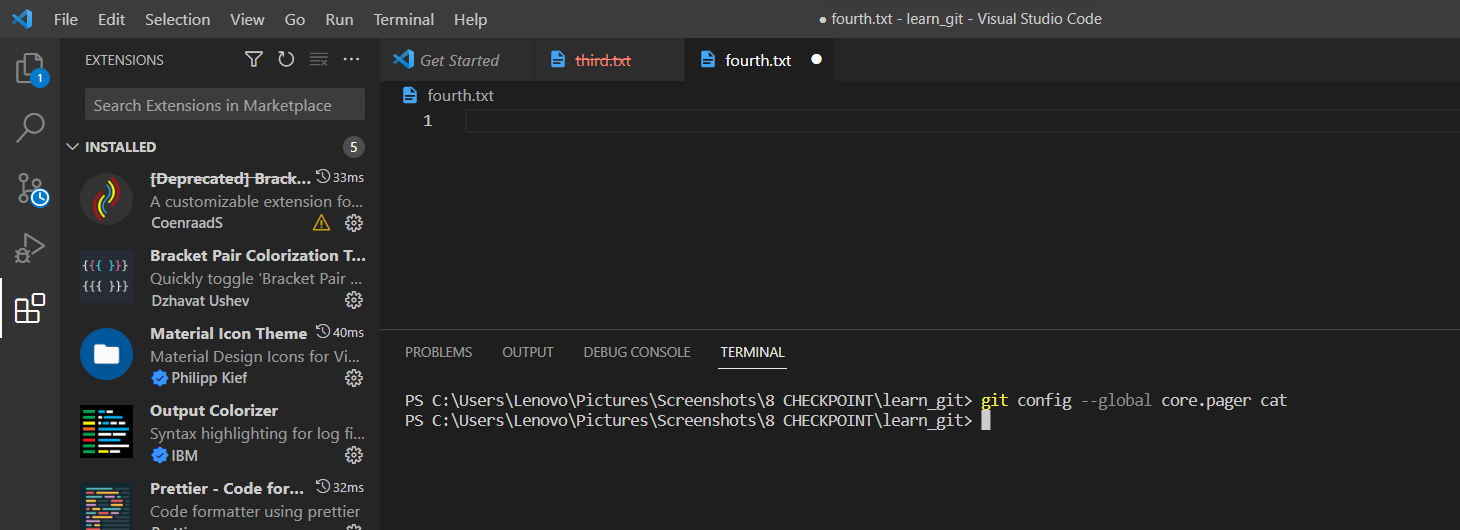 File Edit Selection View Go Run Terminal Help
● fourth.txt - learn_git - Visual Studio Code
EXTENSIONS
Get Started
third.txt
fourth.txt
1
Search Extensions in Marketplace
fourth.txt
1
INSTALLED 5
[Deprecated] Brack... 33ms
A customizable extension fo...
CoenraadS
{{{ }}}
{{{ }}}
Bracket Pair Colorization T...
Quickly toggle 'Bracket Pair ...
Dzhavat Ushev
Material Icon Theme 40ms
Material Design Icons for Vi...
Philipp Kief
Output Colorizer
Syntax highlighting for log fi...
IBM
Prettier - Code for... 32ms
Code formatter using prettier
PROBLEMS OUTPUT DEBUG CONSOLE TERMINAL
PS C:\Users\Lenovo\Pictures\Screenshots\8 CHECKPOINT\learn_git> git config --global core.pager cat
PS C:\Users\Lenovo\Pictures\Screenshots\8 CHECKPOINT\learn_git>